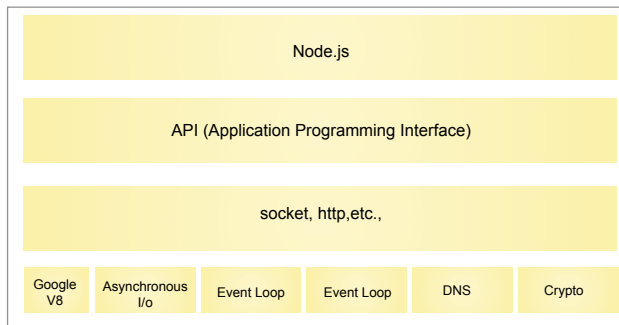 Node.js
API (Application Programming Interface)
socket, http,etc.,
Google
V8
Asynchronous
I/o
Event Loop
Event Loop
DNS
Crypto